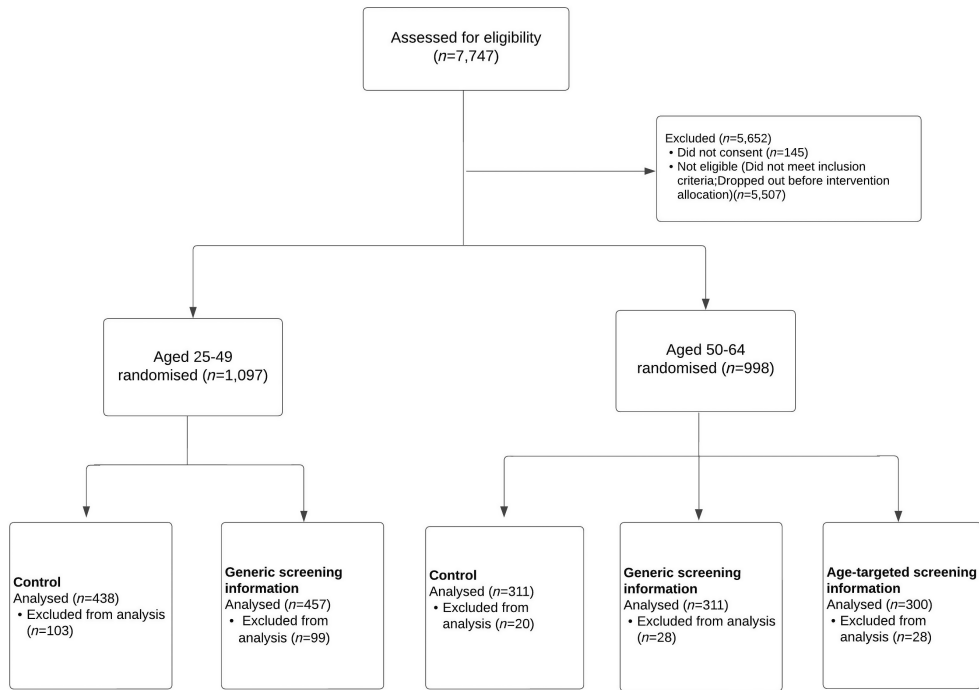 Assessed for eligibility
(n=7,747)
Excluded (n=5,652)
• Did not consent (n=145)
• Not eligible (Did not meet inclusion
criteria;Dropped out before intervention
allocation)(n=5,507)
Aged 25-49
randomised (n=1,097)
Aged 50-64
randomised (n=998)
Control
Analysed (n=438)
• Excluded from analysis
(n=103)
Generic screening
information
Analysed (n=457)
• Excluded from
analysis (n=99)
Control
Analysed (n=311)
• Excluded from
analysis (n=20)
Generic screening
information
Analysed (n=311)
• Excluded from analysis
(n=28)
Age-targeted screening
information
Analysed (n=300)
• Excluded from
analysis (n=28)